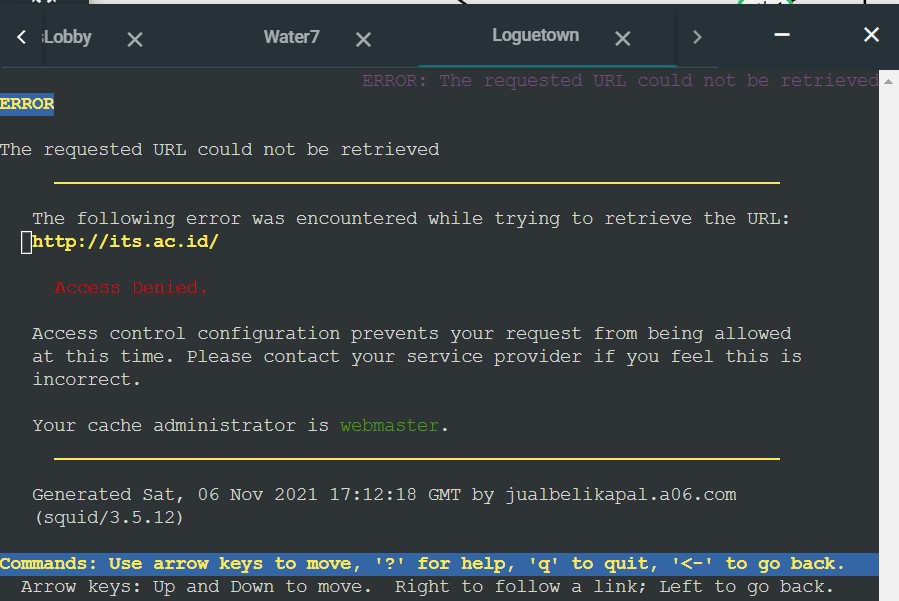 sLobby
Water7
Loguetown
ERROR: The requested URL could not be retrieved
ERROR
The requested URL could not be retrieved
The following error was encountered while trying to retrieve the URL:
http://its.ac.id/
Access Denied.
Access control configuration prevents your request from being allowed
at this time. Please contact your service provider if you feel this is
incorrect.
Your cache administrator is webmaster.
Generated Sat, 06 Nov 2021 17:12:18 GMT by jualbelikapal.a06.com
(squid/3.5.12)
Commands: Use arrow keys to move, '?' for help, 'q' to quit, '<-' to go back.
Arrow keys: Up and Down to move.  Right to follow a link; Left to go back.